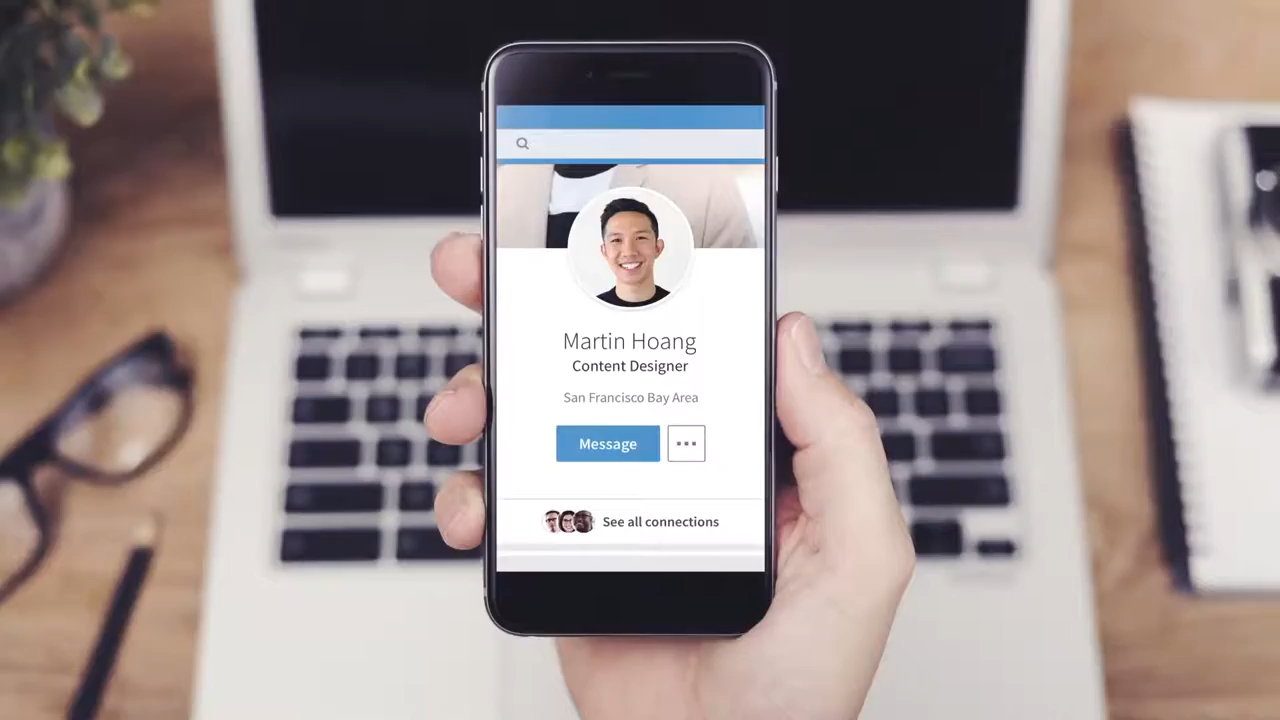 Martin Hoang
Content Designer
San Francisco Bay Area
Message
See all connections